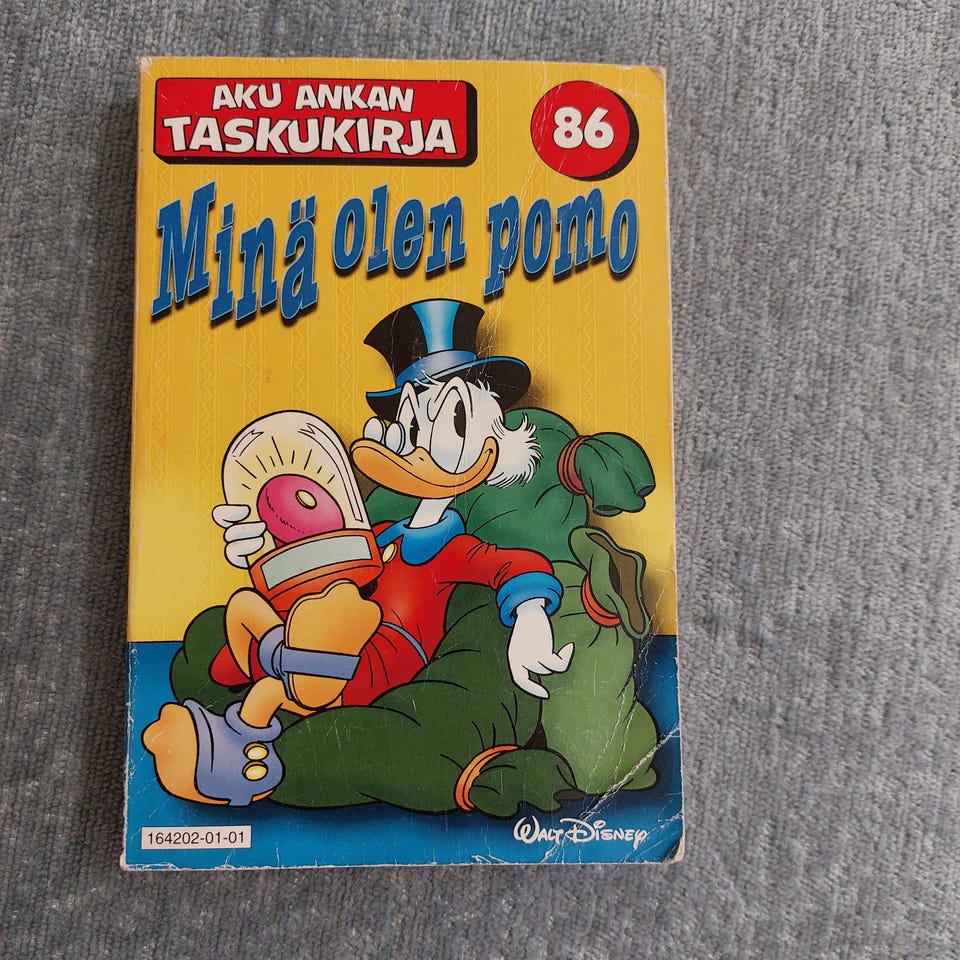 AKU ANKAN
TASKUKIRJA
86
Minä olen pomo
164202-01-01
Walt Disney